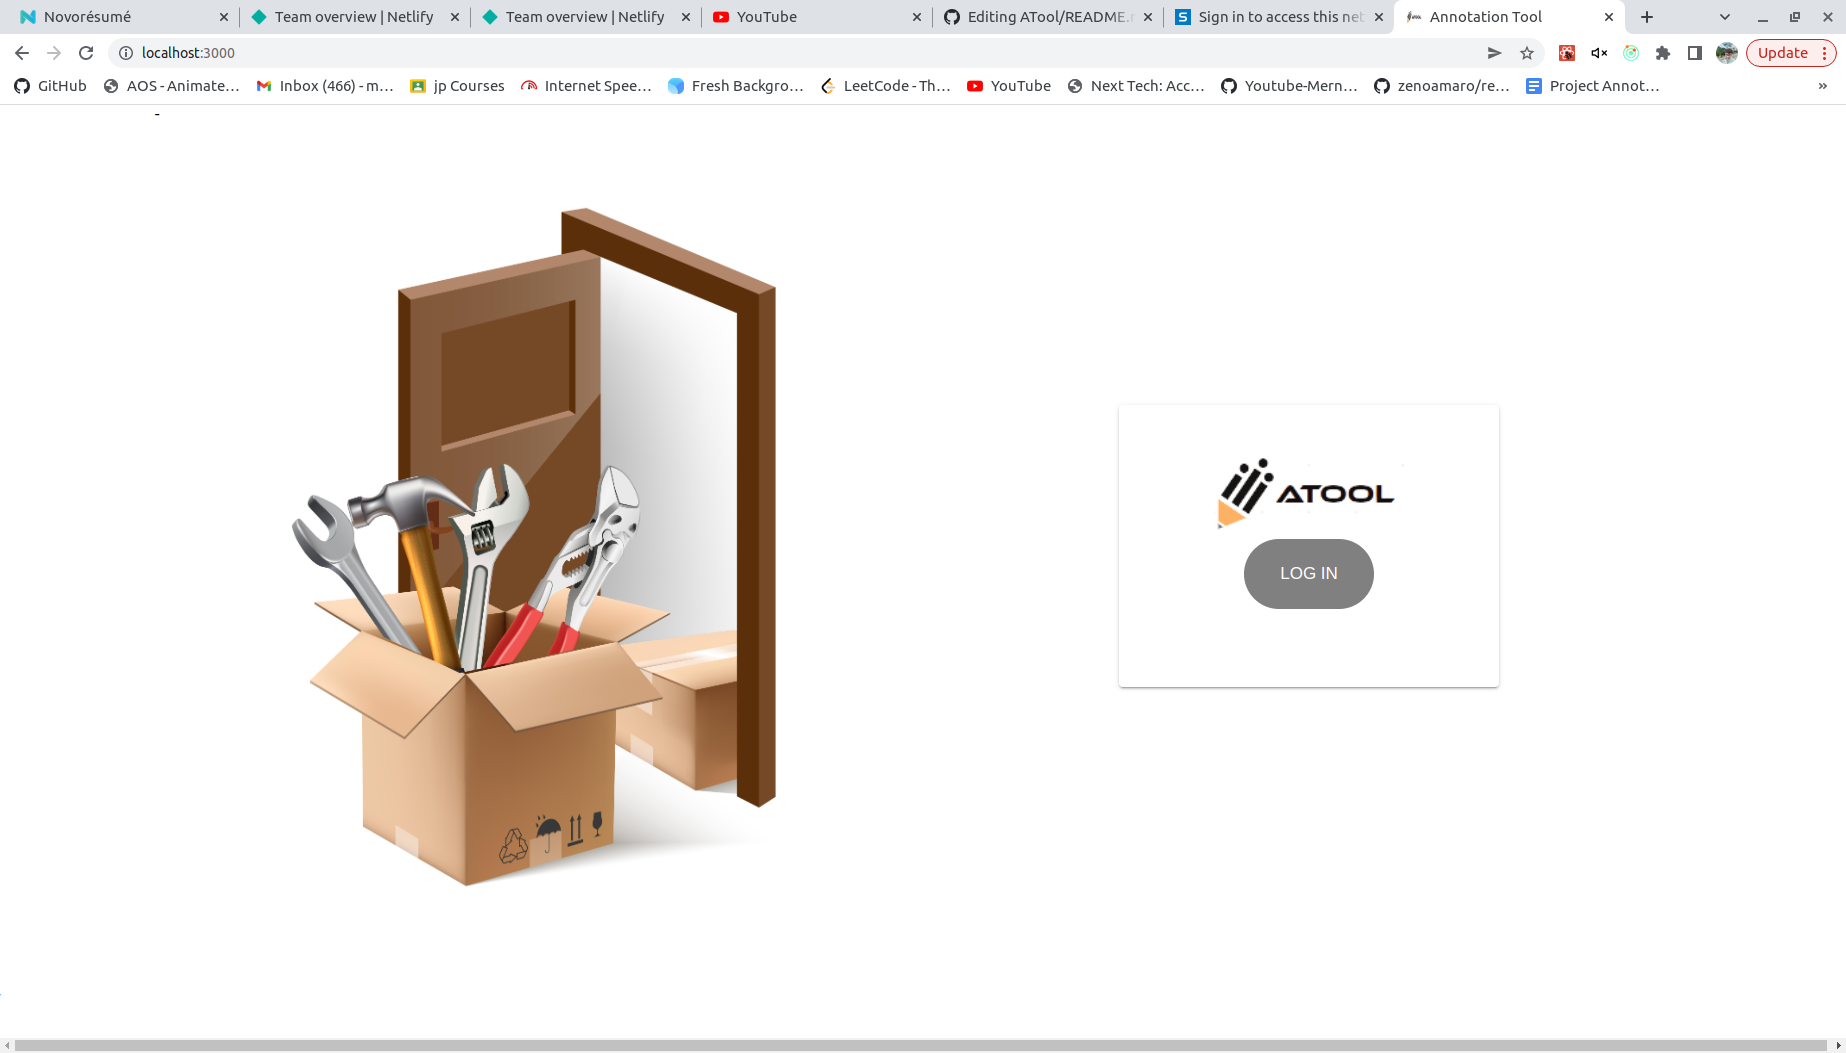 Novorésumé
Team overview | Netlify
Team overview | Netlify
YouTube
Editing ATool/README.
Sign in to access this net
Annotation Tool
localhost:3000
Update
GitHub
AOS - Animate…
Inbox (466) - m…
jp Courses
Internet Spee…
Fresh Backgro…
LeetCode - Th…
YouTube
Next Tech: Acc…
Youtube-Mern…
zenoamaro/re…
Project Annot…
»
-
ATOOL
LOG IN